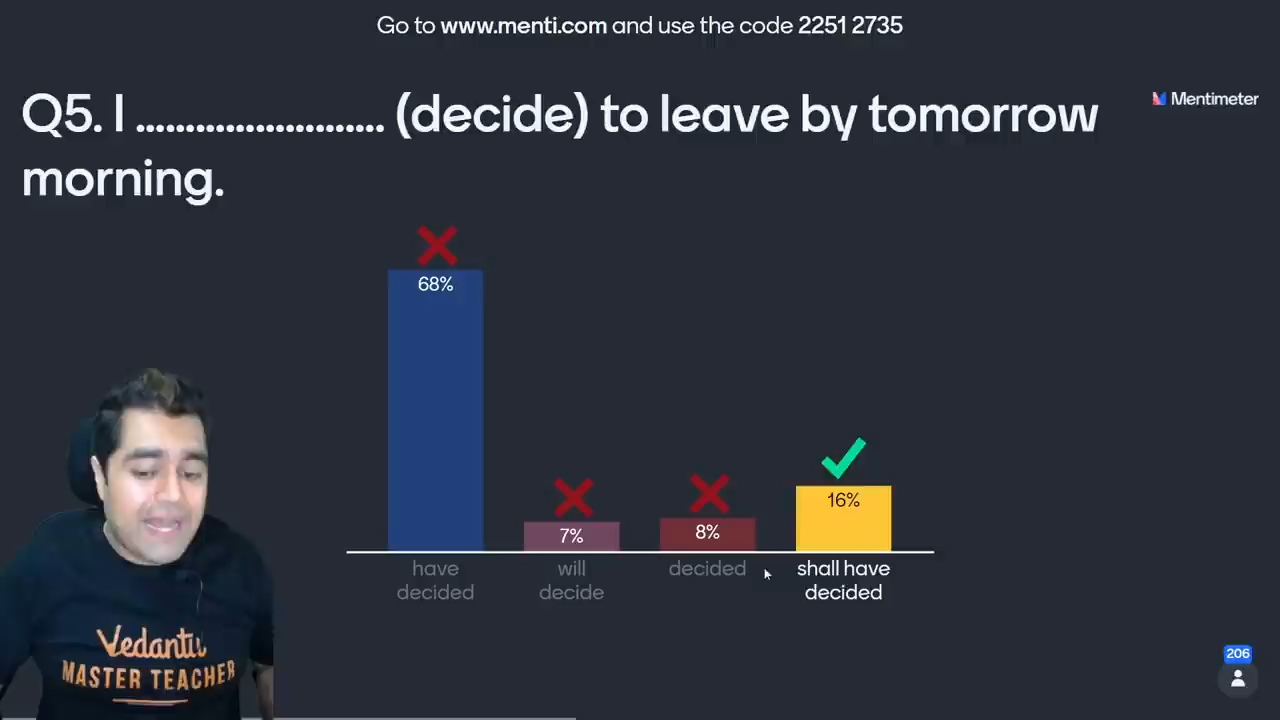 Go to www.menti.com and use the code 2251 2735
Q5. I ........................ (decide) to leave by tomorrow
morning.
Mentimeter
68%
7%
8%
16%
have
decided
will
decide
decided
shall have
decided
Vedantu
MASTER TEACHER
206